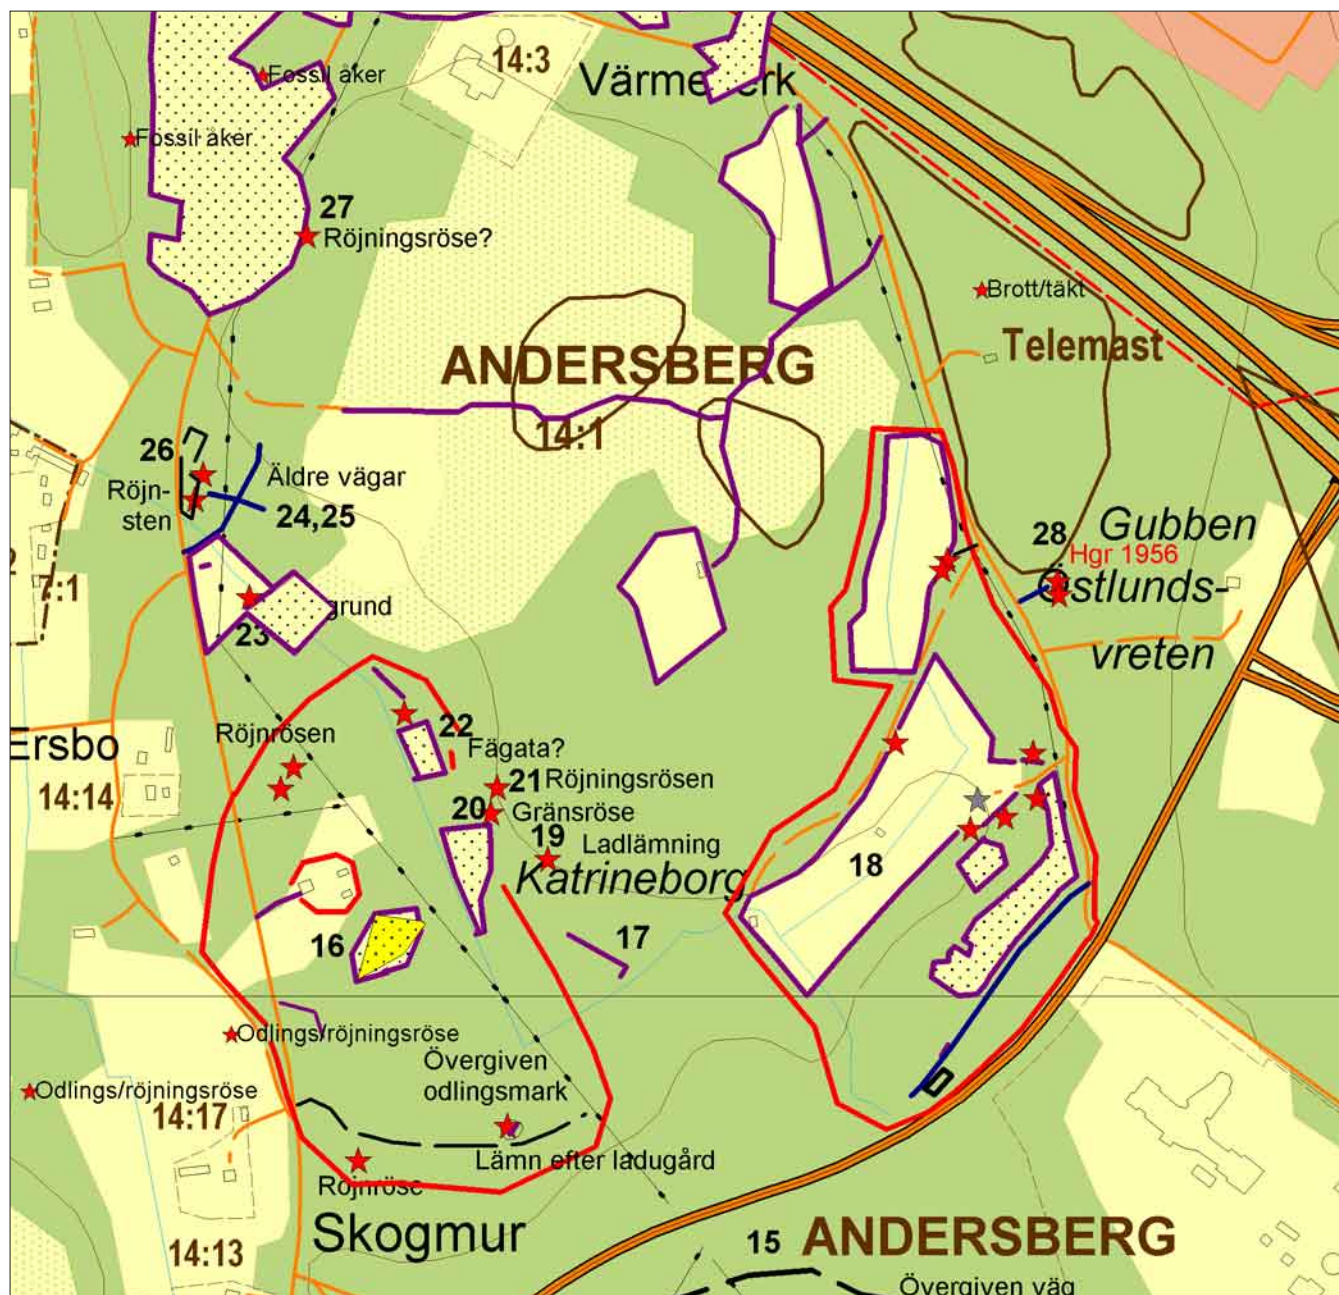 14:3
Fossil åker
Värme
rk
Fossil åker
27
Röjningsröse?
Brott/täkt
Telemast
ANDERSBERG
14:1
26
Röjn-
sten
Äldre vägar
24,25
28
Gubben
Hgr 1956
Östlunds-
vreten
7:1
grund
23
22
Fägata?
Röjnrösen
Ersbo
14:14
21
Röjningsrösen
20
Gränsröse
19
Ladlämning
Katrineborg
18
16
17
Odlings/röjningsröse
Odlings/röjningsröse
14:17
Övergiven
odlingsmark
Lämn efter ladugård
Röjnröse
Skogmur
14:13
15
ANDERSBERG
Övergiven väg